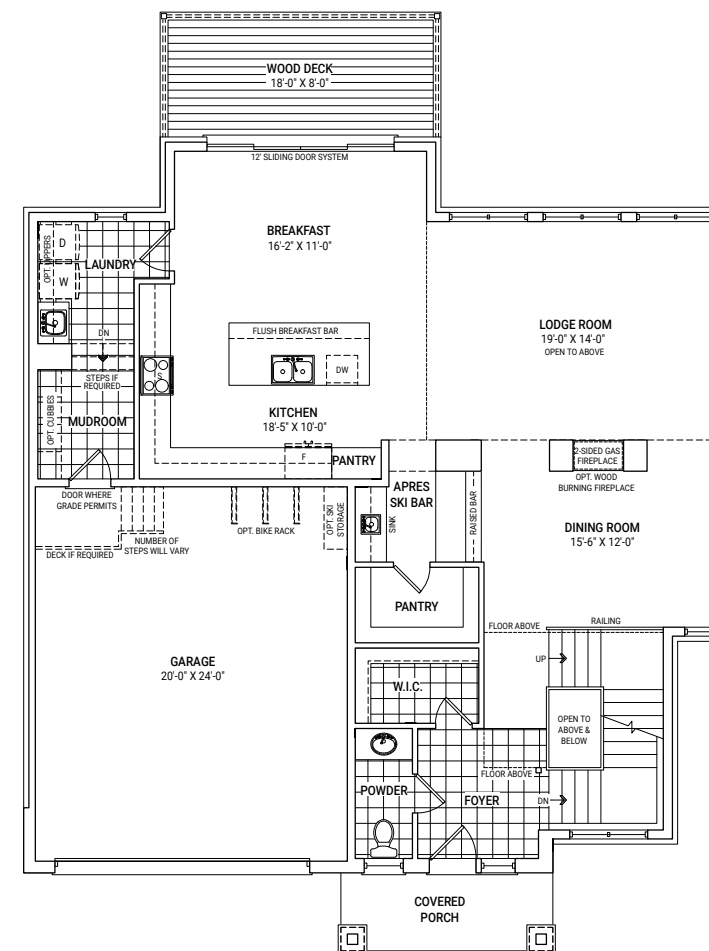 WOOD DECK
18'-0" X 8'-0"
12' SLIDING DOOR SYSTEM
BREAKFAST
16'-2" X 11'-0"
D
OPT. UPPERS
LAUNDRY
W
DN
STEPS IF
REQUIRED
OPT. CUBBIES
MUDROOM
FLUSH BREAKFAST BAR
DW
S
KITCHEN
18'-5" X 10'-0"
F
PANTRY
LODGE ROOM
19'-0" X 14'-0"
OPEN TO ABOVE
2-SIDED GAS
FIREPLACE
OPT. WOOD
BURNING FIREPLACE
APRES
SKI BAR
SINK
RAISED BAR
DINING ROOM
15'-6" X 12'-0"
DOOR WHERE
GRADE PERMITS
NUMBER OF
STEPS WILL VARY
DECK IF REQUIRED
OPT. BIKE RACK
OPT. SKI
STORAGE
PANTRY
FLOOR ABOVE
RAILING
UP
GARAGE
20'-0" X 24'-0"
W.I.C.
OPEN TO
ABOVE &
BELOW
FLOOR ABOVE
POWDER
FOYER
DN
COVERED
PORCH